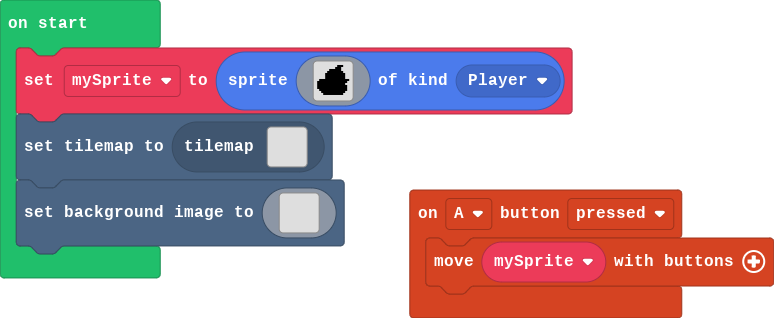 on start
set mySprite to sprite of kind Player
set tilemap to tilemap
set background image to
on A button pressed
move mySprite with buttons